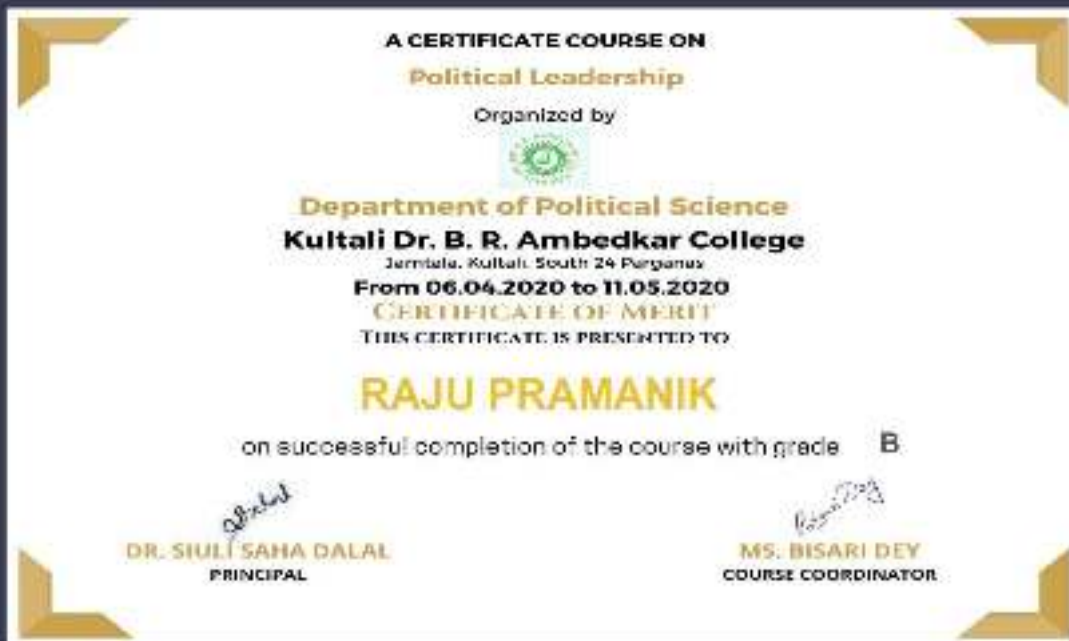 A CERTIFICATE COURSE ON
Political Leadership
Organized by
Department of Political Science
Kultali Dr. B. R. Ambedkar College
Jamtala, Kultali, South 24 Parganas
From 06.04.2020 to 11.05.2020
CERTIFICATE OF MERIT
THIS CERTIFICATE IS PRESENTED TO
RAJU PRAMANIK
on successful completion of the course with grade B
DR. SIULI SAHA DALAL
PRINCIPAL
MS. BISARI DEY
COURSE COORDINATOR